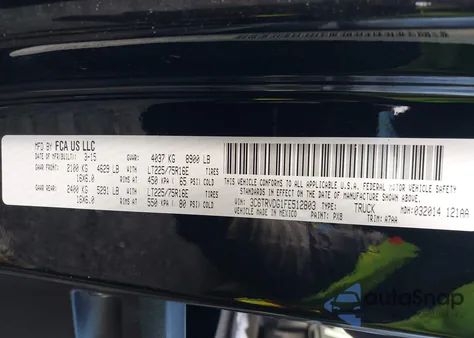 MFD BY FCA US LLC
DATE OF MFR(BUILT): 3-15 GVWR: 4037 KG 8900 LB
GAWR FRONT: 2100 KG 4629 LB LT225/75R16E TIRES
16X6.0 RIMS AT 450 KPA ( 65 PSI ) COLD
GAWR REAR: 2400 KG 5291 LB LT225/75R16E TIRES
16X6.0 RIMS AT 550 KPA ( 80 PSI ) COLD
THIS VEHICLE CONFORMS TO ALL APPLICABLE U.S.A. FEDERAL MOTOR VEHICLE
SAFETY STANDARDS IN EFFECT ON THE DATE OF MANUFACTURE SHOWN ABOVE.
VIN: 3C6TRVDG1FE512803 TYPE: TRUCK MDH:032014 121AA
VEHICLE MADE IN MEXICO PAINT: PXB TRIM: A7AA
autoSnap